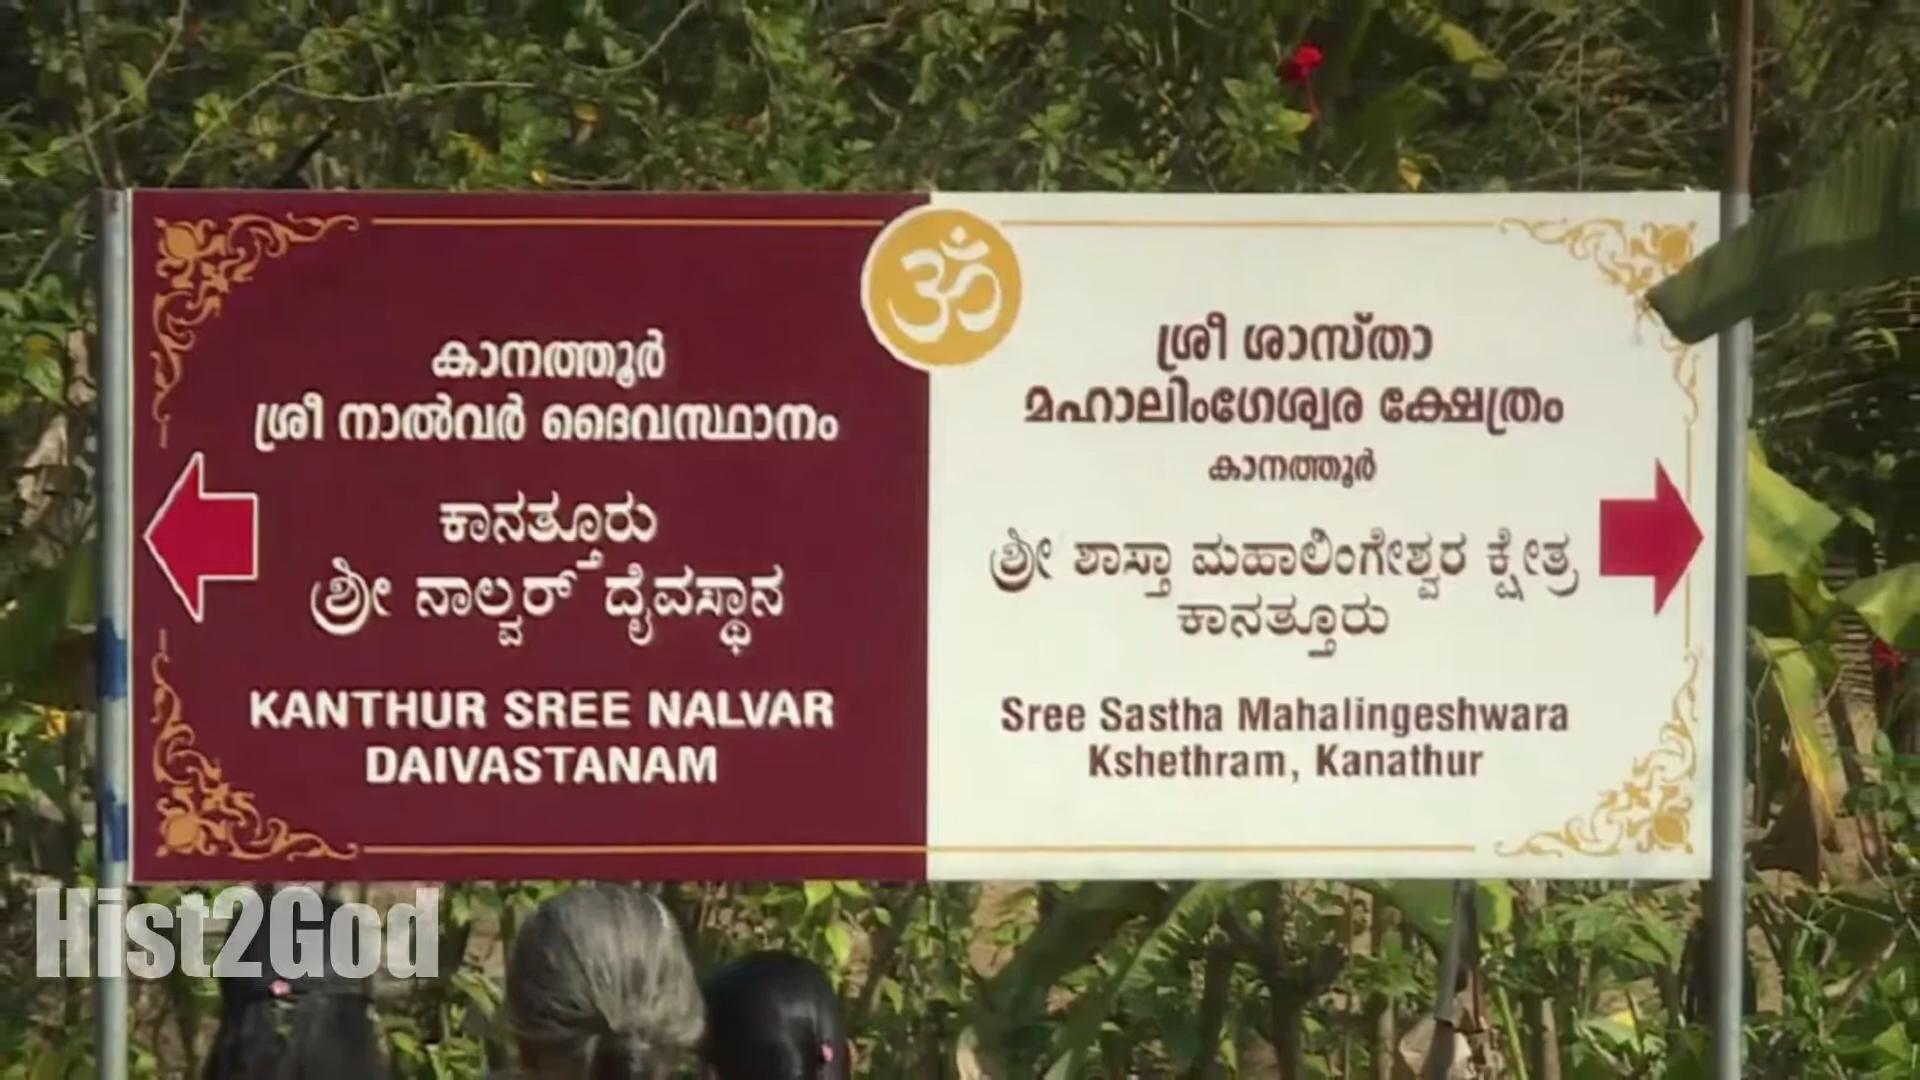 ॐ
കാനത്തൂർ
ശ്രീ നാൽവർ ദൈവസ്ഥാനം
ಕಾನತ್ತೂರು
ಶ್ರೀ ನಾಲ್ವರ್ ದೈವಸ್ಥಾನ
KANTHUR SREE NALVAR
DAIVASTANAM
ശ്രീ ശാസ്താ
മഹാലിംഗേശ്വര ക്ഷേത്രം
കാനത്തൂർ
ಶ್ರೀ ಶಾಸ್ತಾ ಮಹಾಲಿಂಗೇಶ್ವರ ಕ್ಷೇತ್ರ
ಕಾನತ್ತೂರು
Sree Sastha Mahalingeshwara
Kshethram, Kanathur
Hist2God